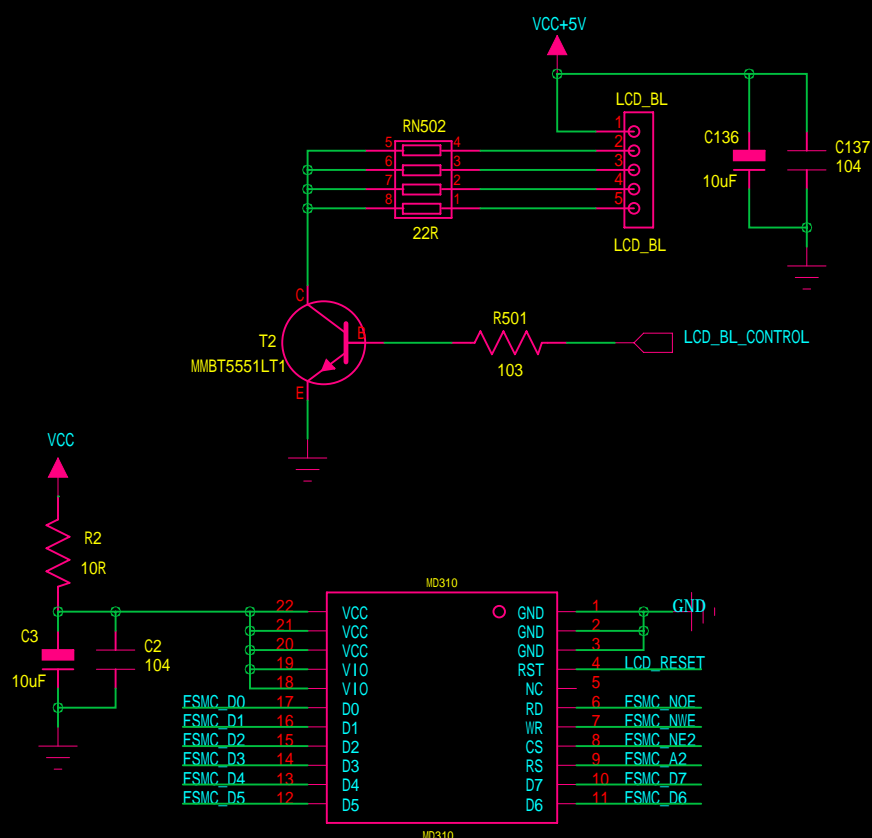 VCC+5V
LCD_BL
RN502
C136
C137
10uF
104
1
2
3
4
5
5 4
6 3
7 2
8 1
22R
LCD_BL
C
T2
B
R501
LCD_BL_CONTROL
MMBT5551LT1
103
E
VCC
R2
10R
MD310
C3
C2
10uF
104
22 VCC GND 1 GND
21 VCC GND 2
20 VCC GND 3
19 VIO RST 4 LCD_RESET
18 VIO NC 5
FSMC_D0 17 D0 RD 6 FSMC_NOE
FSMC_D1 16 D1 WR 7 FSMC_NWE
FSMC_D2 15 D2 CS 8 FSMC_NE2
FSMC_D3 14 D3 RS 9 FSMC_A2
FSMC_D4 13 D4 D7 10 FSMC_D7
FSMC_D5 12 D5 D6 11 FSMC_D6
MD310